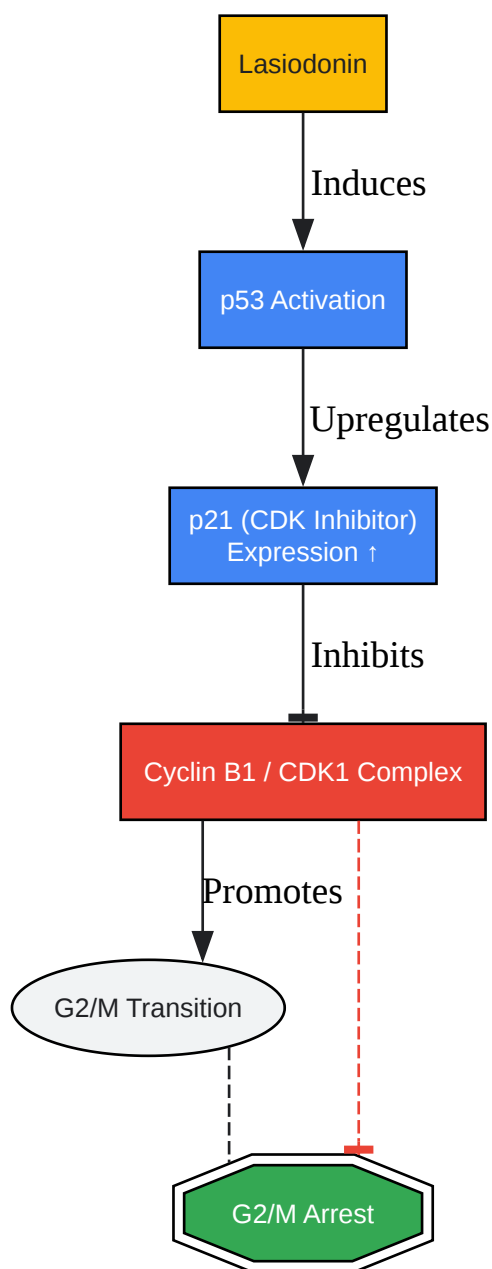 Lasiodonin
Induces
p53 Activation
Upregulates
p21 (CDK Inhibitor)
Expression ↑
Inhibits
Cyclin B1 / CDK1 Complex
Promotes
G2/M Transition
G2/M Arrest